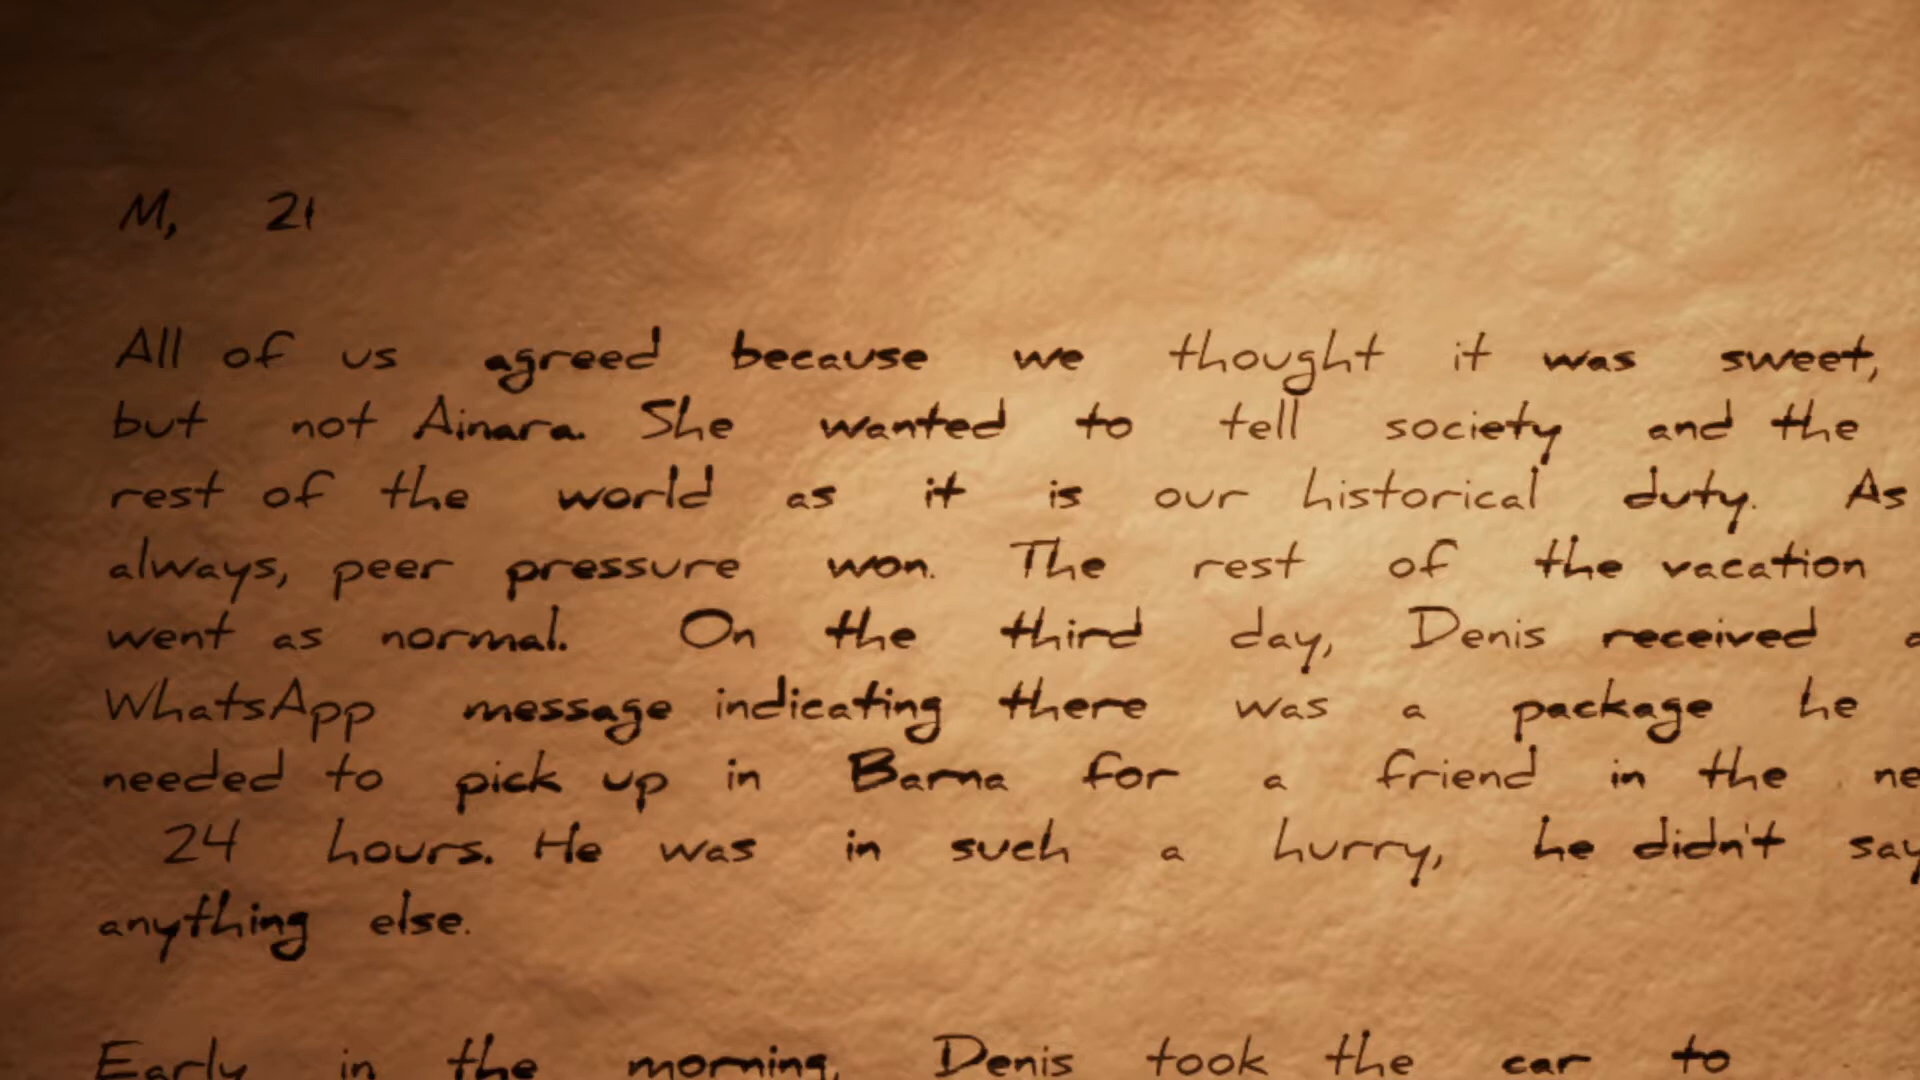 M, 21
All of us agreed because we thought it was sweet,
but not Ainara. She wanted to tell society and the
rest of the world as it is our historical duty. As
always, peer pressure won. The rest of the vacation
went as normal. On the third day, Denis received a
WhatsApp message indicating there was a package he
needed to pick up in Barna for a friend in the ne
24 hours. He was in such a hurry, he didn't say
anything else.
Early in the morning, Denis took the car to